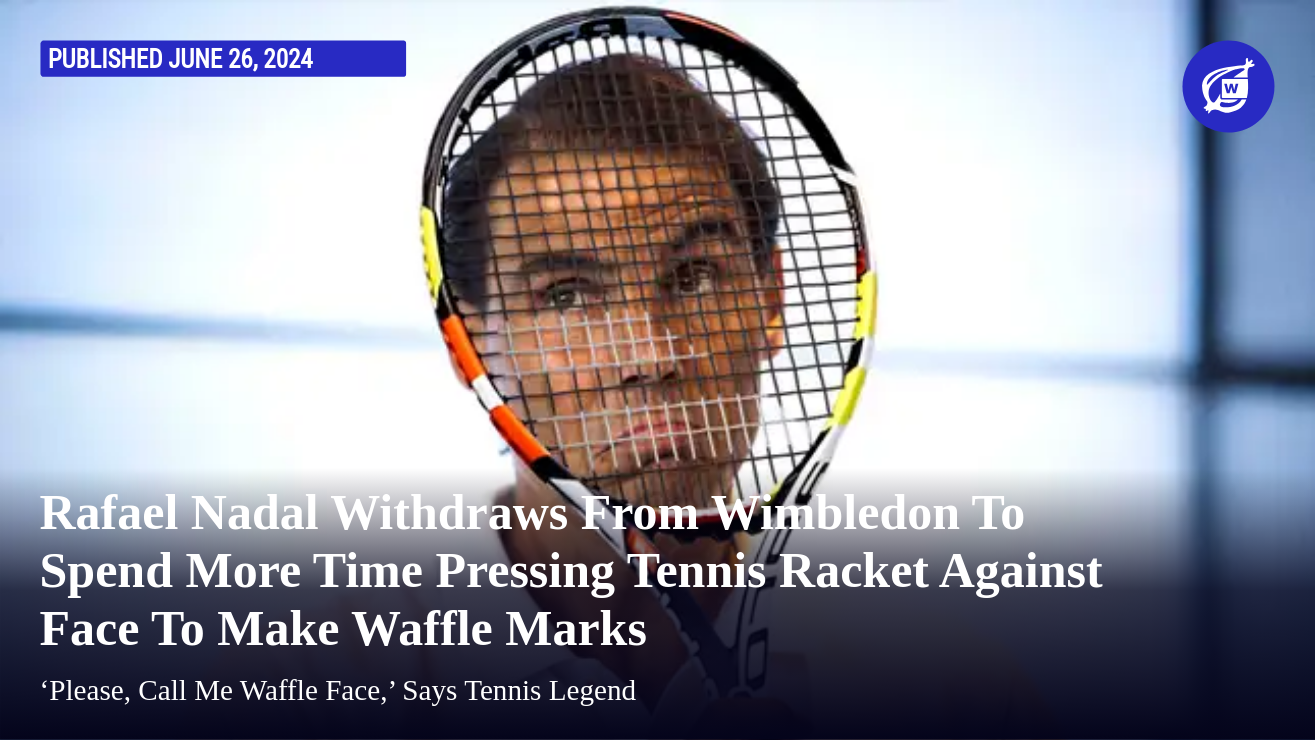 PUBLISHED JUNE 26, 2024
W
Rafael Nadal Withdraws From Wimbledon To
Spend More Time Pressing Tennis Racket Against
Face To Make Waffle Marks
‘Please, Call Me Waffle Face,’ Says Tennis Legend